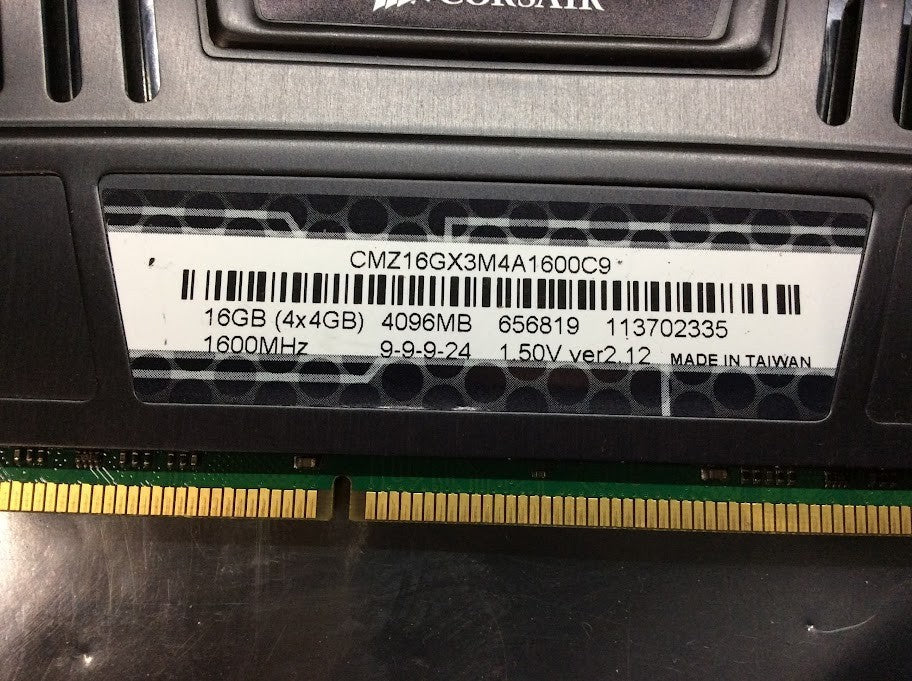 CORSAIR
CMZ16GX3M4A1600C9
16GB (4x4GB) 4096MB 656819 113702335
1600MHz 9-9-9-24 1.50V ver2.12 MADE IN TAIWAN